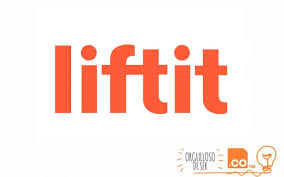 liftit
ORGULLOSO
DE SER
.co